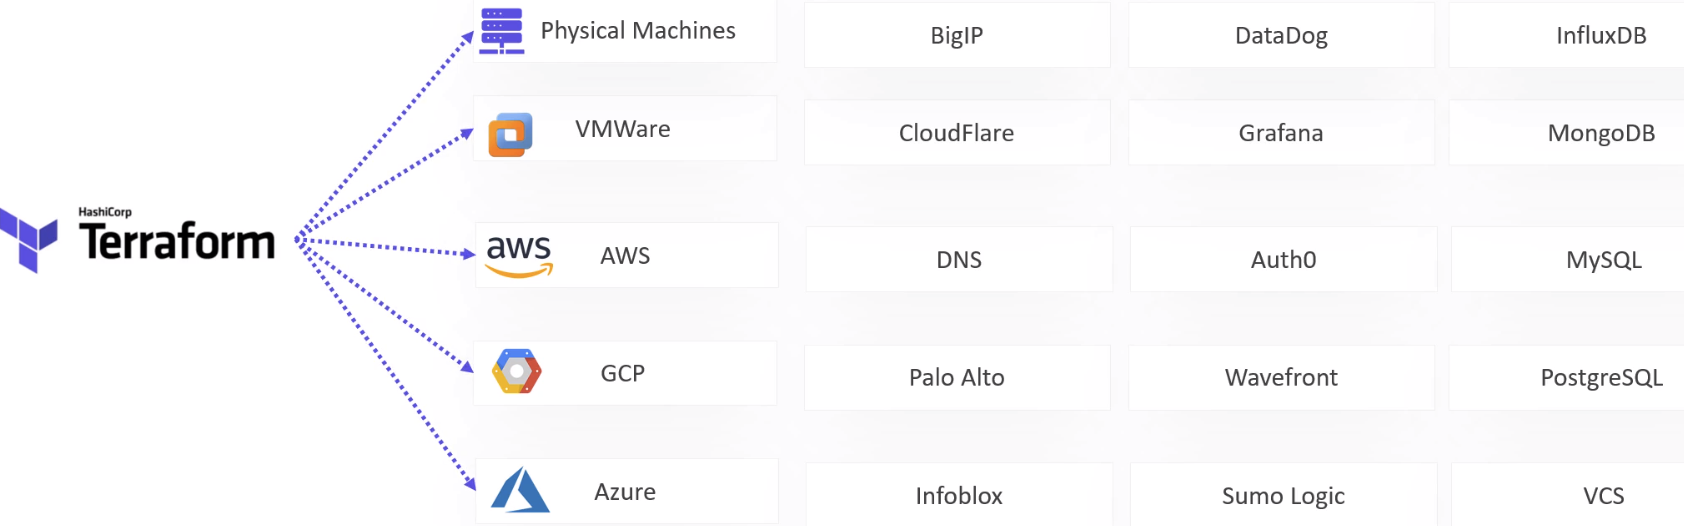 Physical Machines
BigIP
DataDog
InfluxDB
VMWare
CloudFlare
Grafana
MongoDB
HashiCorp
Terraform
aws
AWS
DNS
Auth0
MySQL
GCP
Palo Alto
Wavefront
PostgreSQL
Azure
Infoblox
Sumo Logic
VCS